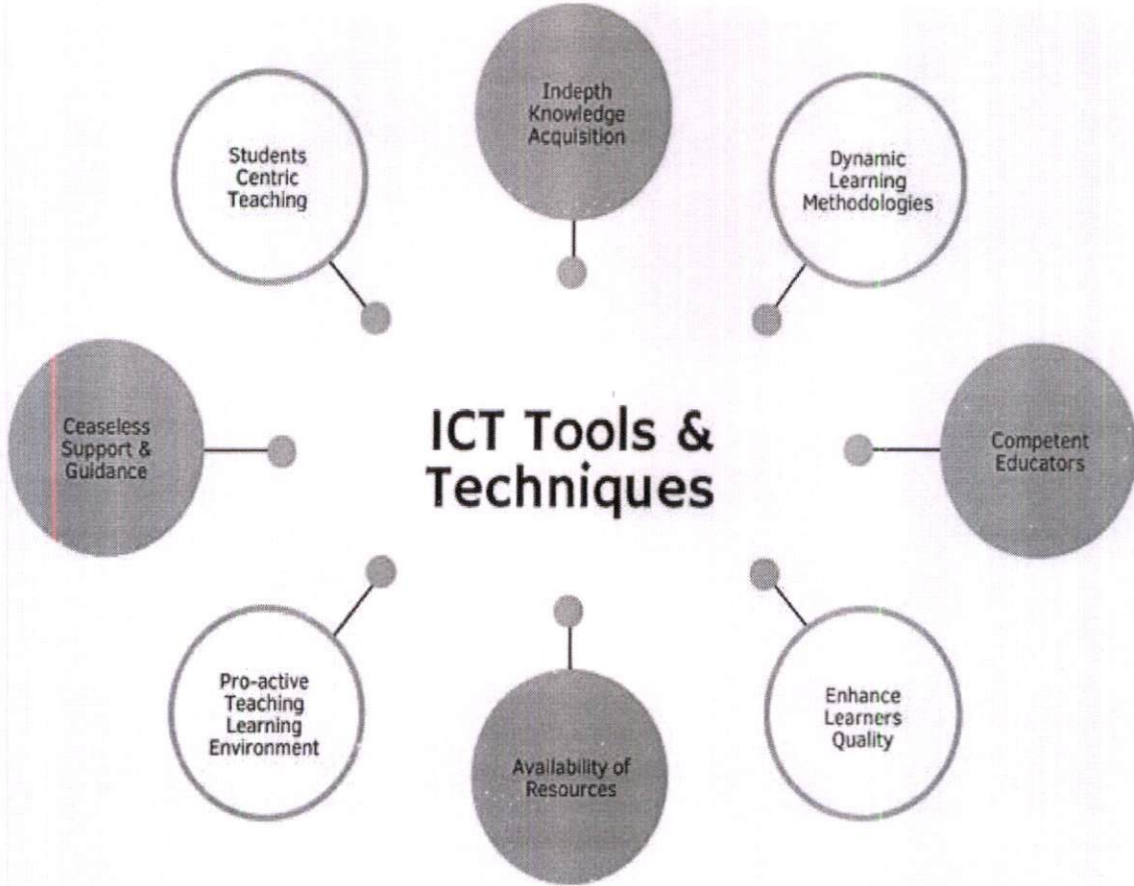 Indepth
Knowledge
Acquisition
Students
Centric
Teaching
Dynamic
Learning
Methodologies
Ceaseless
Support &
Guidance
ICT Tools &
Techniques
Competent
Educators
Pro-active
Teaching
Learning
Environment
Enhance
Learners
Quality
Availability of
Resources